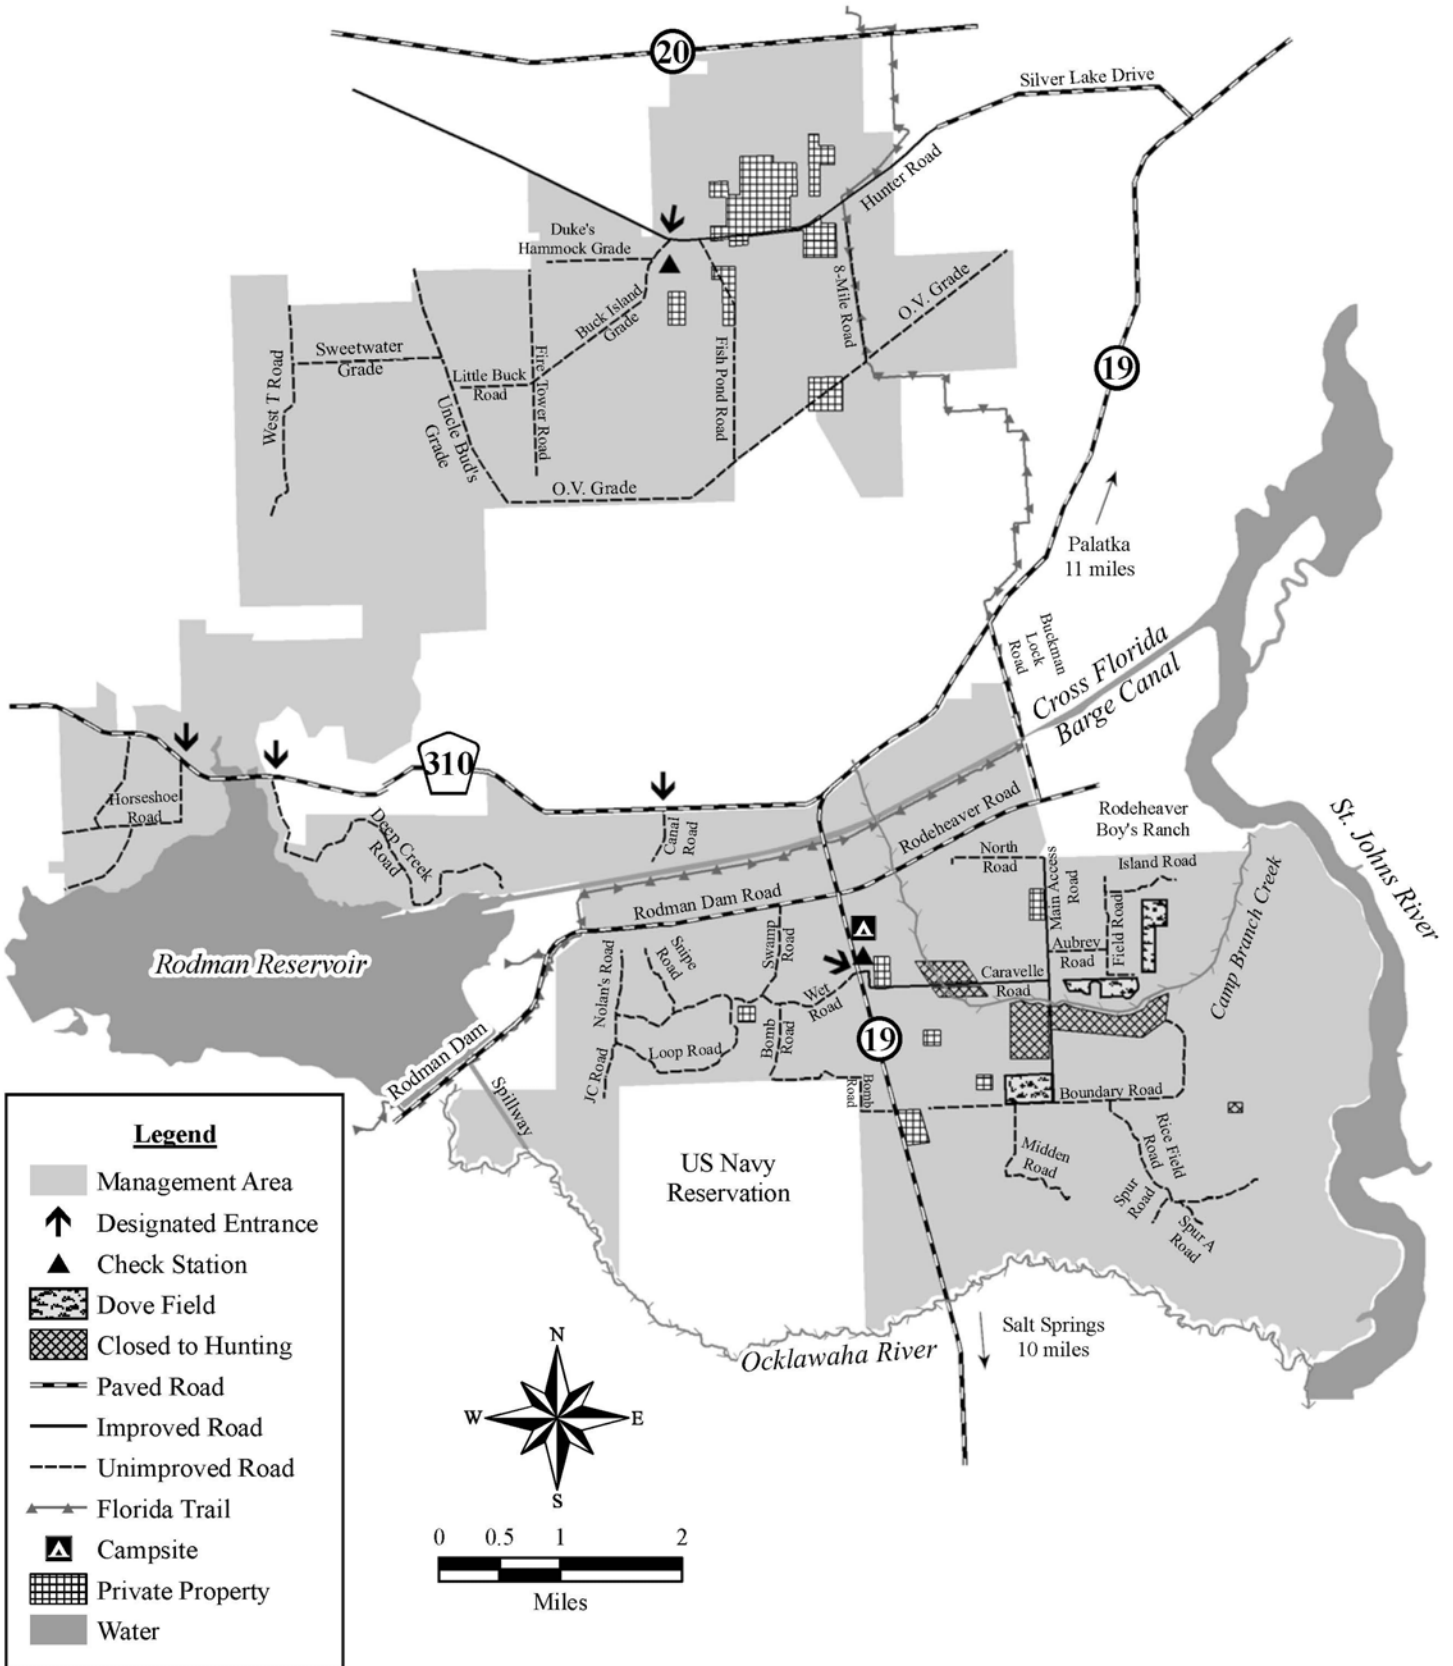 20
Silver Lake Drive
Hunter Road
Duke's
Hammock Grade
8-Mile Road
O.V. Grade
Buck Island
Grade
Sweetwater
Grade
West T Road
Little Buck
Road
Fire Tower Road
Fish Pond Road
Uncle Bud's
Grade
O.V. Grade
19
Palatka
11 miles
Buckman
Lock
Road
Cross Florida
Barge Canal
310
Horseshoe
Road
Deep Creek
Road
Canal
Road
Rodeheaver Road
Rodeheaver
Boy's Ranch
St. Johns River
North
Road
Main Access
Road
Island Road
Rodman Dam Road
Field Road
Camp Branch Creek
Aubrey
Road
Rodman Reservoir
Nolan's Road
Snipe
Road
Swamp
Road
Wet
Road
Caravelle
Road
19
Bomb
Road
Loop Road
JC Road
Rodman Dam
Spillway
Bomb
Road
Boundary Road
Midden
Road
Rice Field
Road
Spur
Road
Spur A
Road
US Navy
Reservation
Salt Springs
10 miles
Ocklawaha River
Legend
Management Area
Designated Entrance
Check Station
Dove Field
Closed to Hunting
Paved Road
Improved Road
Unimproved Road
Florida Trail
Campsite
Private Property
Water
N
W
E
S
0 0.5 1 2
Miles